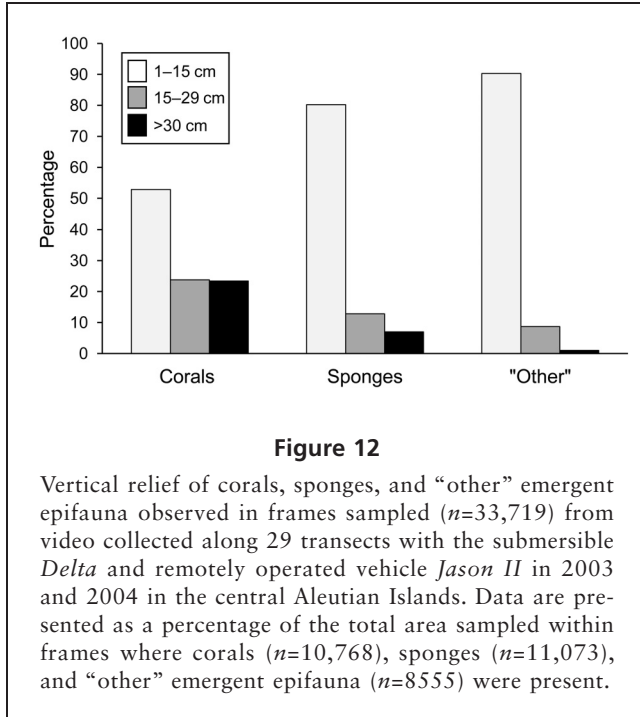 100
90
80
70
60
50
40
30
20
10
0
Percentage
1–15 cm
15–29 cm
>30 cm
Corals Sponges "Other"
Figure 12
Vertical relief of corals, sponges, and “other” emergent
epifauna observed in frames sampled (n=33,719) from
video collected along 29 transects with the submersible
Delta and remotely operated vehicle Jason II in 2003
and 2004 in the central Aleutian Islands. Data are pre-
sented as a percentage of the total area sampled within
frames where corals (n=10,768), sponges (n=11,073),
and “other” emergent epifauna (n=8555) were present.